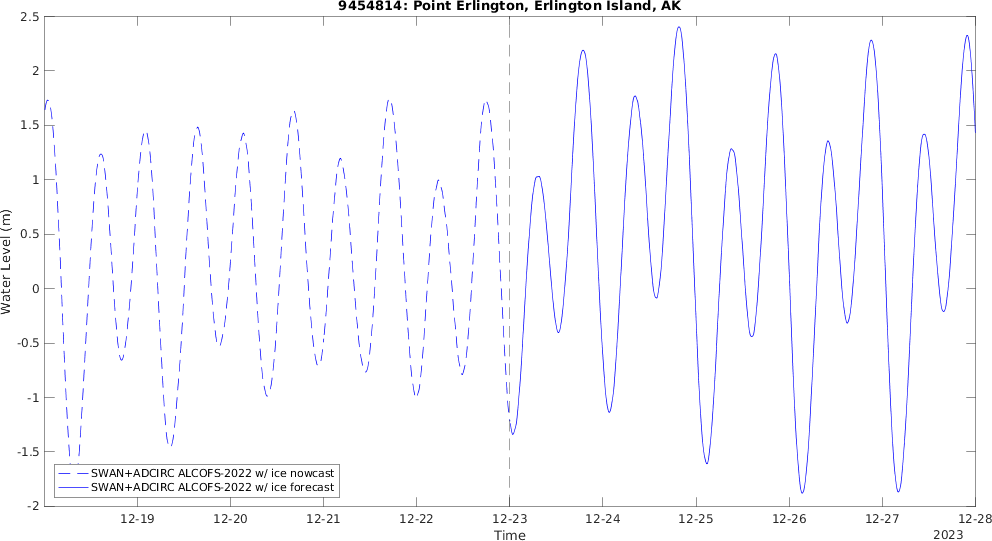 9454814: Point Erlington, Erlington Island, AK
2.5
2
1.5
1
0.5
0
-0.5
-1
-1.5
-2
Water Level (m)
SWAN+ADCIRC ALCOFS-2022 w/ ice nowcast
SWAN+ADCIRC ALCOFS-2022 w/ ice forecast
12-19 12-20 12-21 12-22 12-23 12-24 12-25 12-26 12-27 12-28
Time
2023